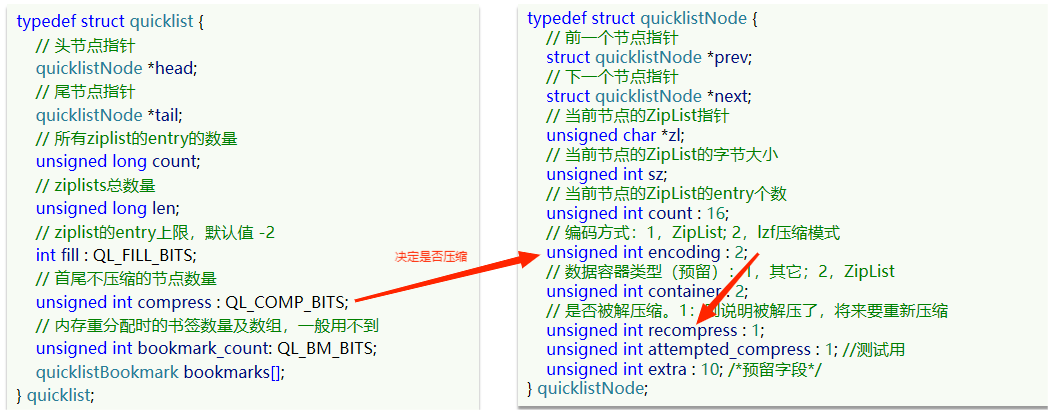 typedef struct quicklist {
// 头节点指针
quicklistNode *head;
// 尾节点指针
quicklistNode *tail;
// 所有ziplist的entry的数量
unsigned long count;
// ziplists总数量
unsigned long len;
// ziplist的entry上限，默认值 -2
int fill : QL_FILL_BITS;
// 首尾不压缩的节点数量
unsigned int compress : QL_COMP_BITS;
// 内存重分配时的书签数量及数组，一般用不到
unsigned int bookmark_count: QL_BM_BITS;
quicklistBookmark bookmarks[];
} quicklist;
决定是否压缩
typedef struct quicklistNode {
// 前一个节点指针
struct quicklistNode *prev;
// 下一个节点指针
struct quicklistNode *next;
// 当前节点的ZipList指针
unsigned char *zl;
// 当前节点的ZipList的字节大小
unsigned int sz;
// 当前节点的ZipList的entry个数
unsigned int count : 16;
// 编码方式：1，ZipList; 2，lzf压缩模式
unsigned int encoding : 2;
// 数据容器类型（预留）：1，其它；2，ZipList
unsigned int container : 2;
// 是否被解压缩。1：则说明被解压了，将来要重新压缩
unsigned int recompress : 1;
unsigned int attempted_compress : 1; //测试用
unsigned int extra : 10; /*预留字段*/
} quicklistNode;